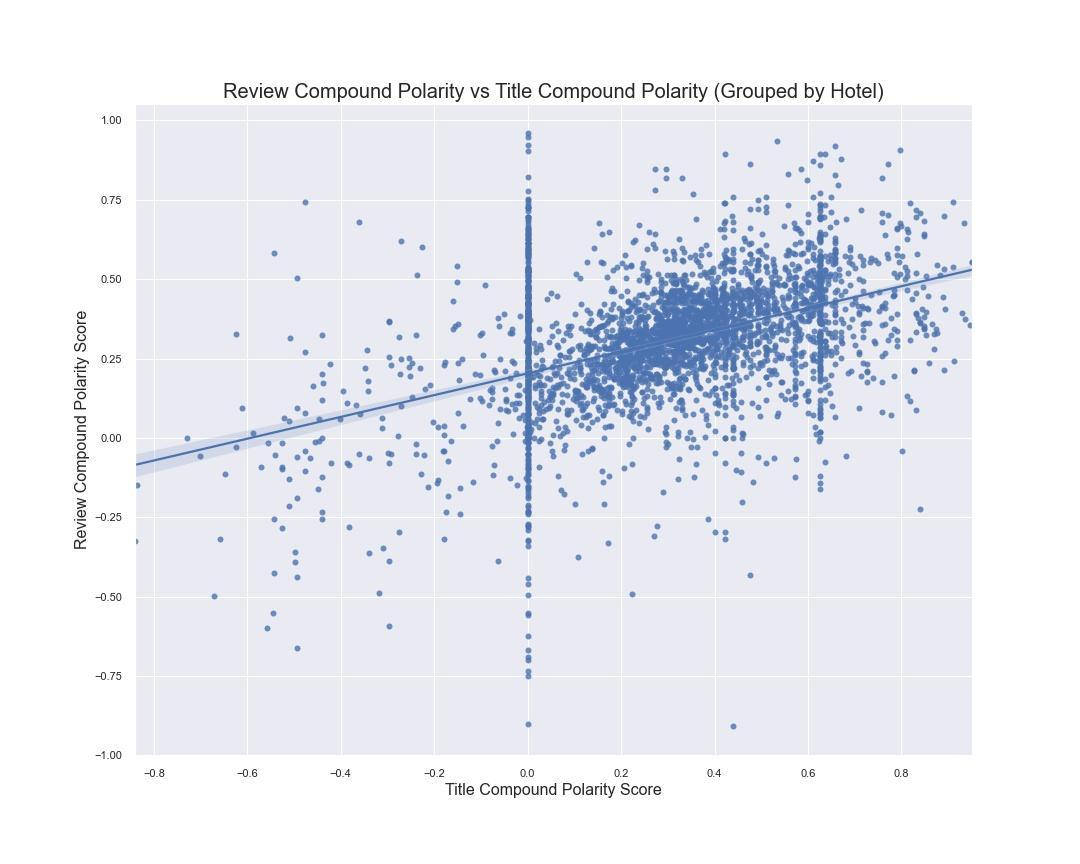 Review Compound Polarity vs Title Compound Polarity (Grouped by Hotel)
1.00
0.75
0.50
0.25
0.00
−0.25
−0.50
−0.75
−1.00
Review Compound Polarity Score
−0.8 −0.6 −0.4 −0.2 0.0 0.2 0.4 0.6 0.8
Title Compound Polarity Score